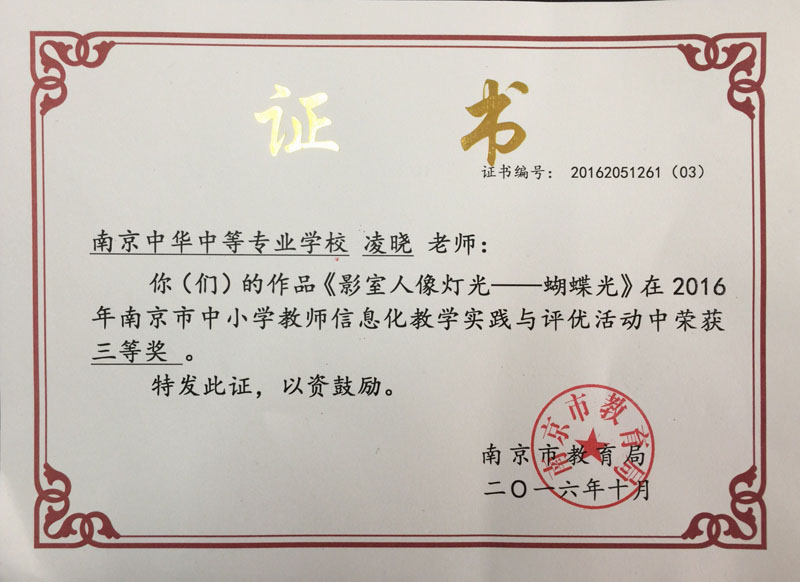 证 书
证书编号： 20162051261（03）
南京中华中等专业学校 凌晓 老师：
你（们）的作品《影室人像灯光——蝴蝶光》在2016
年南京市中小学教师信息化教学实践与评优活动中荣获
三等奖 。
特发此证，以资鼓励。
南京市教育局
南京市教育局
二〇一六年十月